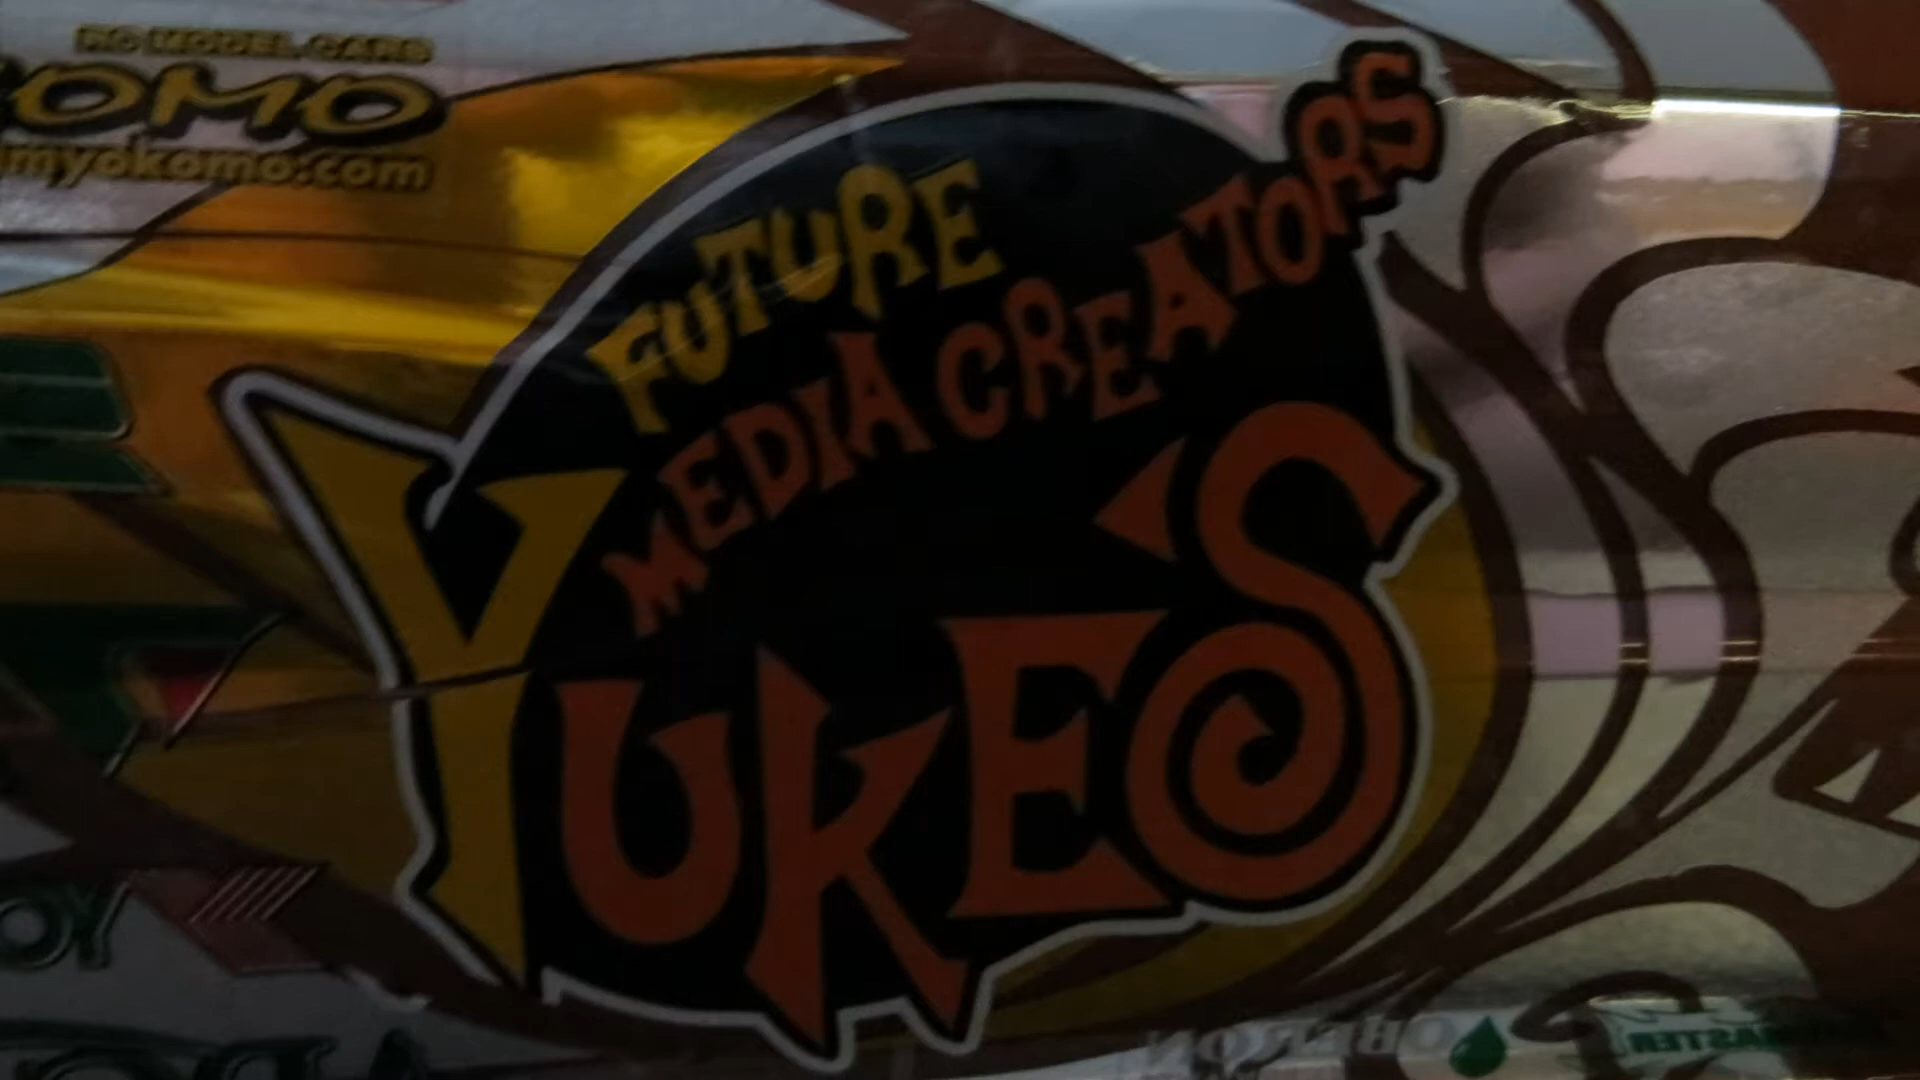 RC MODEL CARS
OMO
myokomo.com
FUTURE
MEDIA CREATORS
YUKE'S